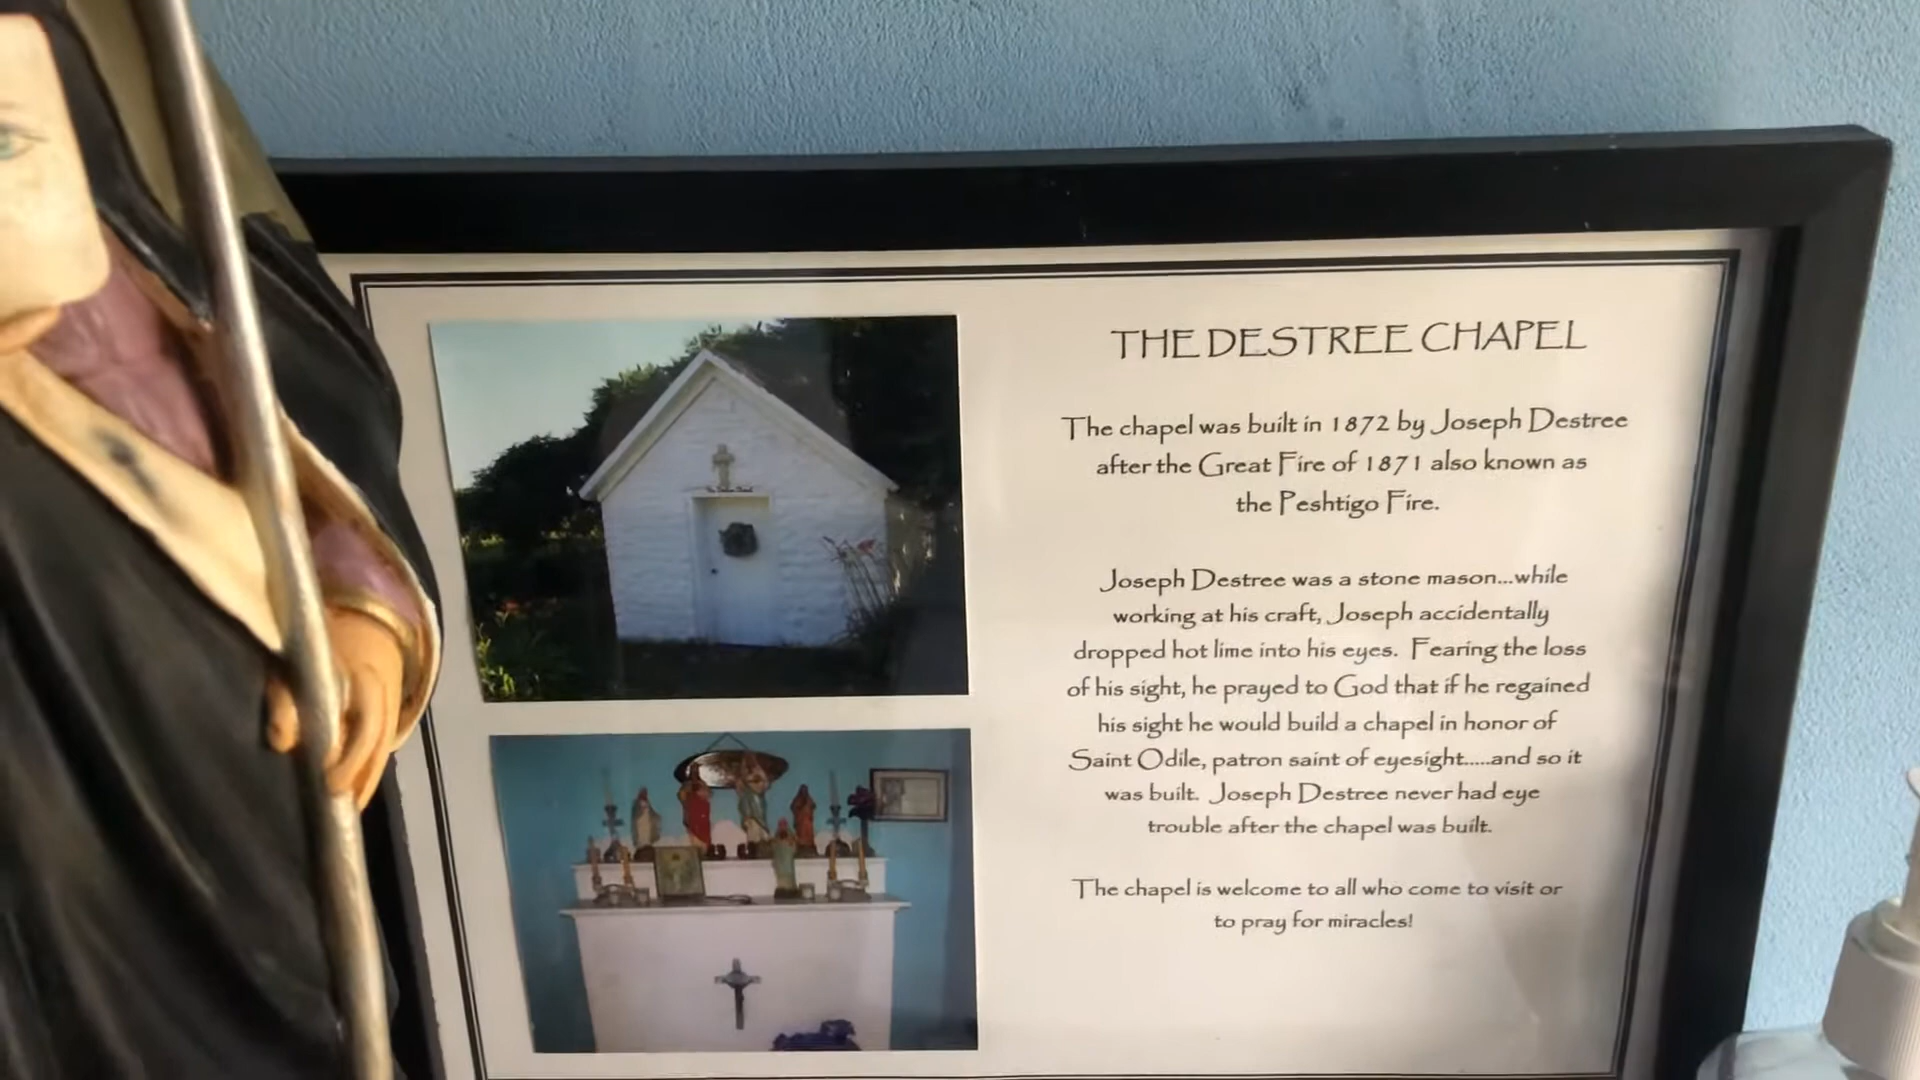 THE DESTREE CHAPEL
The chapel was built in 1872 by Joseph Destree
after the Great Fire of 1871 also known as
the Peshtigo Fire.
Joseph Destree was a stone mason...while
working at his craft, Joseph accidentally
dropped hot lime into his eyes. Fearing the loss
of his sight, he prayed to God that if he regained
his sight he would build a chapel in honor of
Saint Odile, patron saint of eyesight.....and so it
was built. Joseph Destree never had eye
trouble after the chapel was built.
The chapel is welcome to all who come to visit or
to pray for miracles!